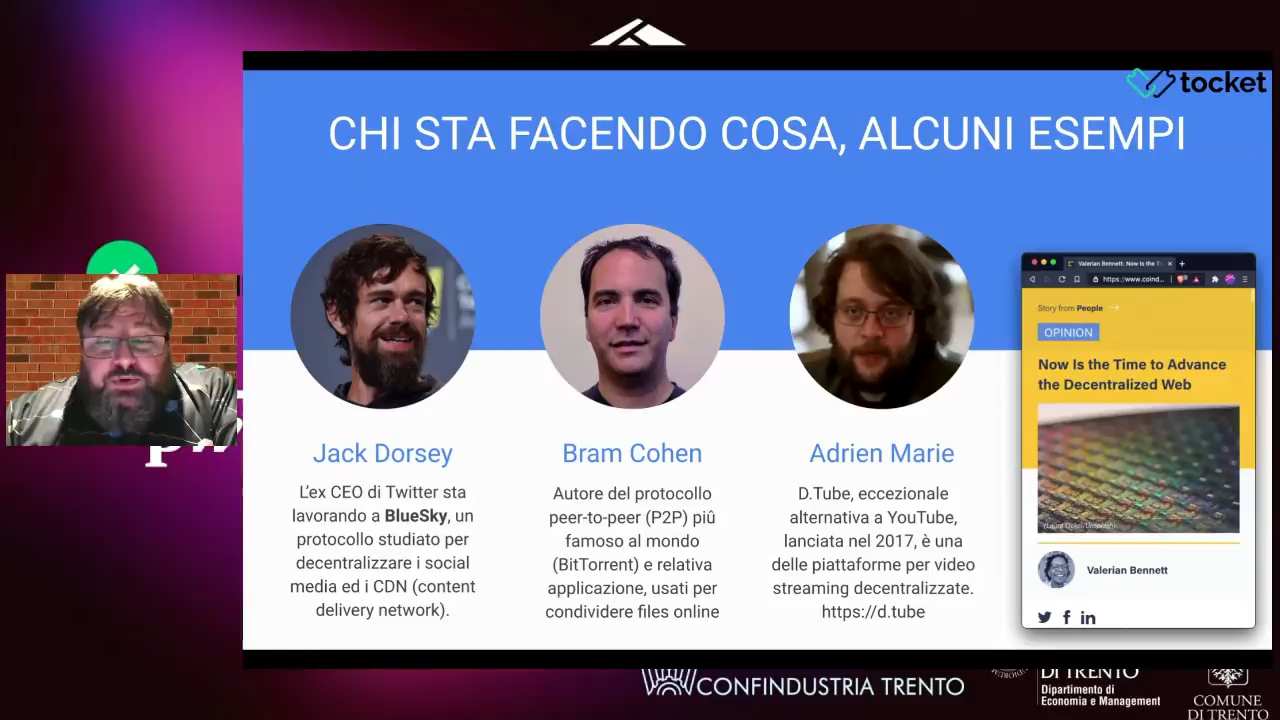 tocket
CHI STA FACENDO COSA, ALCUNI ESEMPI
Jack Dorsey
L'ex CEO di Twitter sta
lavorando a BlueSky, un
protocollo studiato per
decentralizzare i social
media ed i CDN (content
delivery network).
Bram Cohen
Autore del protocollo
peer-to-peer (P2P) piû
famoso al mondo
(BitTorrent) e relativa
applicazione, usati per
condividere files online
Adrien Marie
D.Tube, eccezionale
alternativa a YouTube,
lanciata nel 2017, è una
delle piattaforme per video
streaming decentralizzate.
https://d.tube
Valerian Bennett: Now Is the Ti
https://www.coind
Story from People
OPINION
Now Is the Time to Advance
the Decentralized Web
(Laura Ockel/Unsplash)
Valerian Bennett
CONFINDUSTRIA TRENTO
DI TRENTO
Dipartimento di
Economia e Management
COMUNE
DI TRENTO